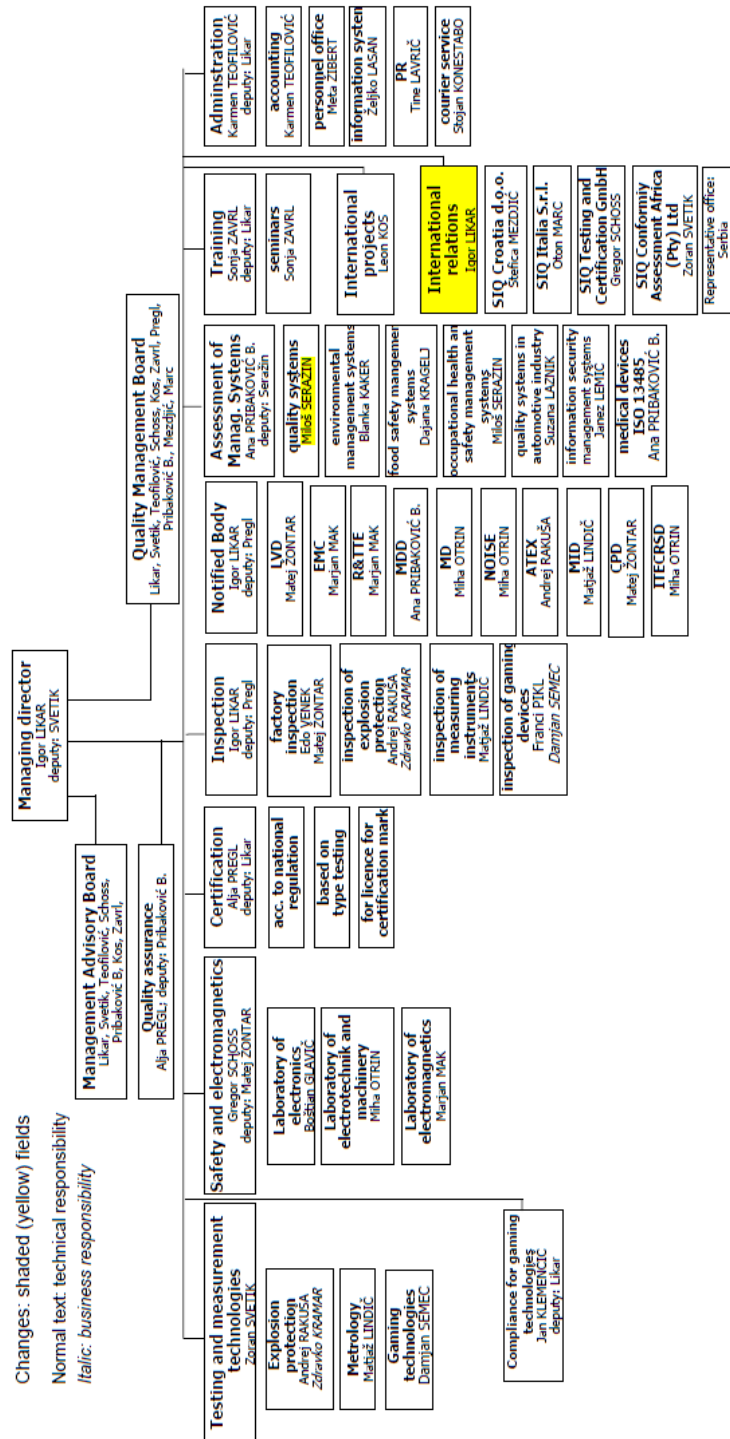 Changes: shaded (yellow) fields
Normal text: technical responsibility
Italic: business responsibility
Managing director
Igor LIKAR
deputy: SVETIK
Management Advisory Board
Likar, Svetik, Teofilović, Schoss,
Pribaković B, Kos, Zavrl,
Quality assurance
Alja PREGL; deputy: Pribaković B.
Quality Management Board
Likar, Svetik, Teofilović, Schoss, Kos, Zavrl, Pregl,
Pribaković B., Mezdjić, Marc
Testing and measurement
technologies
Zoran SVETIK
Explosion
protection
Andrej RAKUŠA
Zdravko KRAMAR
Metrology
Matjaž LINDIČ
Gaming
technologies
Damjan SEMEC
Compliance for gaming
technologies
Jan KLEMENČIČ
deputy: Likar
Safety and electromagnetics
Gregor SCHOSS
deputy: Matej ŽONTAR
Laboratory of
electronics
Boštian GLAVIČ
Laboratory of
electrotechnik and
machinery
Miha OTRIN
Laboratory of
electromagnetics
Marjan MAK
Certification
Alja PREGL
deputy: Likar
acc. to national
regulation
based on
type testing
for licence for
certification mark
Inspection
Igor LIKAR
deputy: Pregl
factory
inspection
Edo VENEK
Matej ŽONTAR
inspection of
explosion
protection
Andrej RAKUŠA
Zdravko KRAMAR
inspection of
measuring
instruments
Matjaž LINDIČ
inspection of gaming
devices
Franci PIKL
Damjan SEMEC
Notified Body
Igor LIKAR
deputy: Pregl
LVD
Matej ŽONTAR
EMC
Marjan MAK
R&TTE
Marjan MAK
MDD
Ana PRIBAKOVIĆ B.
MD
Miha OTRIN
NOISE
Miha OTRIN
ATEX
Andrej RAKUŠA
MID
Matjaž LINDIČ
CPD
Matej ŽONTAR
ITECRSD
Miha OTRIN
Assessment of
Manag. Systems
Ana PRIBAKOVIĆ B.
deputy: Seražin
quality systems
Miloš SERAŽIN
environmental
management systems
Blanka KAKER
food safety mangemen
systems
Dajana KRAGELJ
occupational health an
safety management
systems
Miloš SERAŽIN
quality systems in
automotive industry
Suzana LAZNIK
information security
management systems
Janez LEMIĆ
medical devices
ISO 13485
Ana PRIBAKOVIĆ B.
Training
Sonja ZAVRL
deputy: Likar
seminars
Sonja ZAVRL
International
projects
Leon KOS
International
relations
Igor LIKAR
SIQ Croatia d.o.o.
Štefica MEZDJIĆ
SIQ Italia S.r.l.
Oton MARC
SIQ Testing and
Certification GmbH
Gregor SCHOSS
SIQ Conformiy
Assessment Africa
(Pty) Ltd
Zoran SVETIK
Representative office:
Serbia
Adminstration
Karmen TEOFILOVIĆ
deputy: Likar
accounting
Karmen TEOFILOVIĆ
personnel office
Meta ŽIBERT
information system
Željko LASAN
PR
Tine LAVRIČ
courier service
Stojan KONESTABO